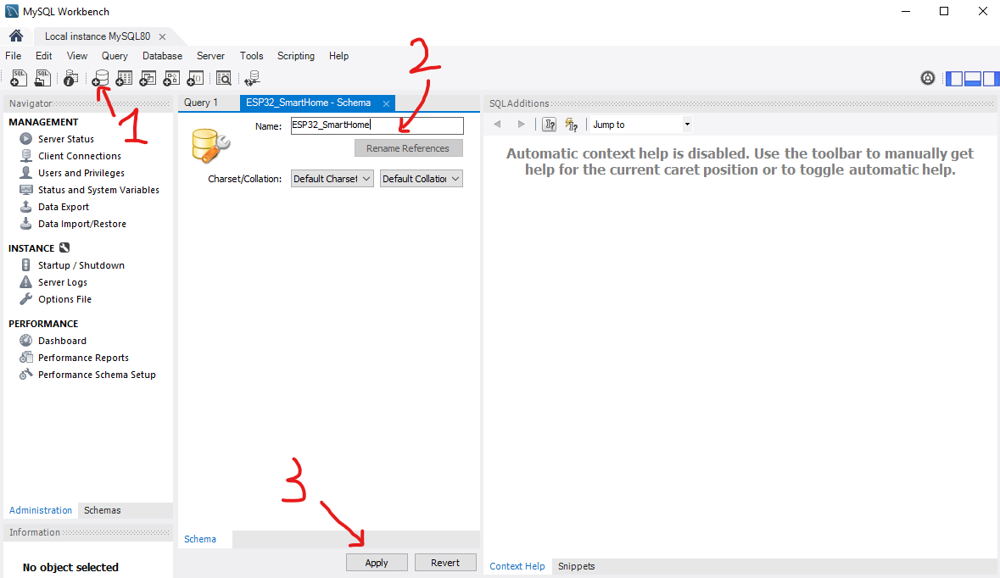 MySQL Workbench
Local instance MySQL80
File Edit View Query Database Server Tools Scripting Help
SQL SQL
1
2
Navigator
MANAGEMENT
Server Status
Client Connections
Users and Privileges
Status and System Variables
Data Export
Data Import/Restore
INSTANCE
Startup / Shutdown
Server Logs
Options File
PERFORMANCE
Dashboard
Performance Reports
Performance Schema Setup
Administration Schemas
Information
No object selected
Query 1 ESP32_SmartHome - Schema
Name: ESP32_SmartHome
Rename References
Charset/Collation: Default Charset Default Collation
3
Schema
Apply Revert
SQLAdditions
Jump to
Automatic context help is disabled. Use the toolbar to manually get
help for the current caret position or to toggle automatic help.
Context Help Snippets